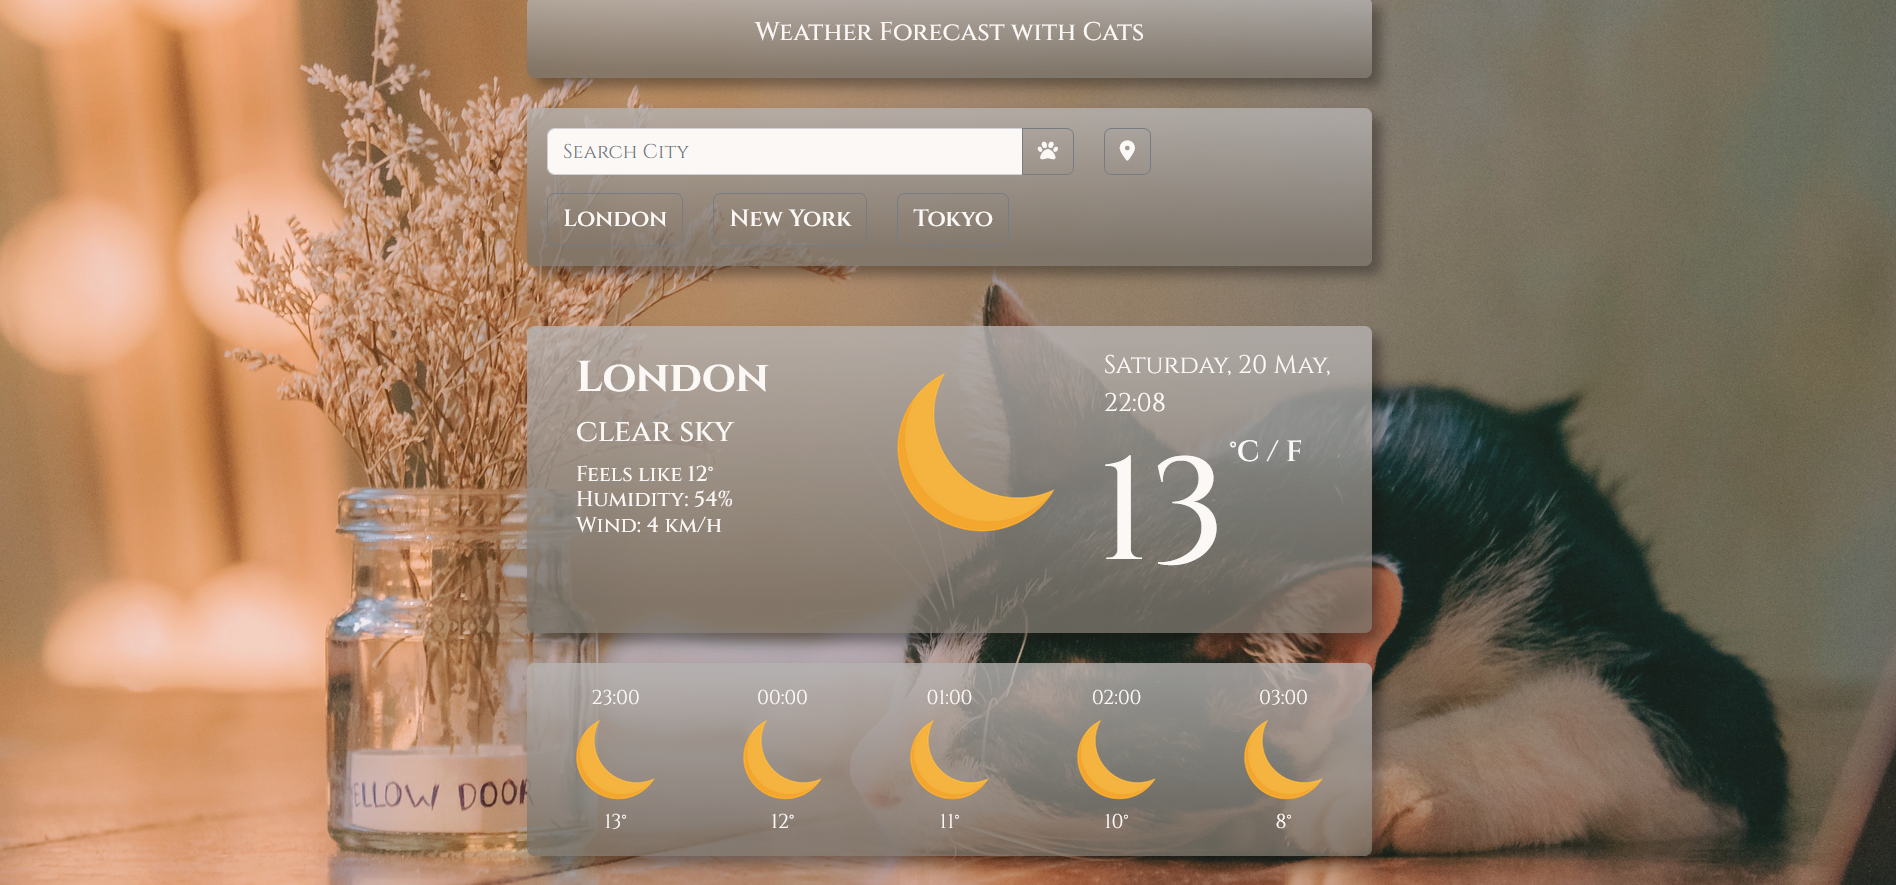 Weather Forecast with Cats
Search City
London
New York
Tokyo
London
clear sky
Feels like 12°
Humidity: 54%
Wind: 4 km/h
Saturday, 20 May,
22:08
13 °C / F
23:00 00:00 01:00 02:00 03:00
13° 12° 11° 10° 8°
ELLOW DOOR